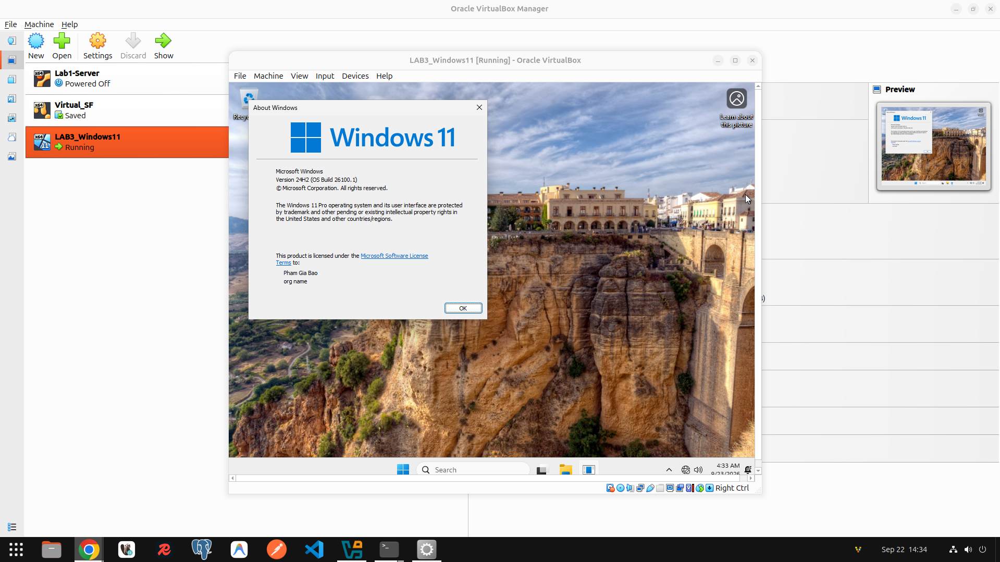 Oracle VirtualBox Manager
File Machine Help
New Open Settings Discard Show
Lab1-Server
Powered Off
Virtual_SF
Saved
LAB3_Windows11
Running
LAB3_Windows11 [Running] - Oracle VirtualBox
File Machine View Input Devices Help
Learn about
this picture
About Windows
Windows 11
Microsoft Windows
Version 24H2 (OS Build 26100.1)
© Microsoft Corporation. All rights reserved.
The Windows 11 Pro operating system and its user interface are protected
by trademark and other pending or existing intellectual property rights in
the United States and other countries/regions.
This product is licensed under the Microsoft Software License
Terms to:
Pham Gia Bao
org name
OK
Search
4:33 AM
9/23/2026
Right Ctrl
Preview
Windows 11
Sep 22 14:34